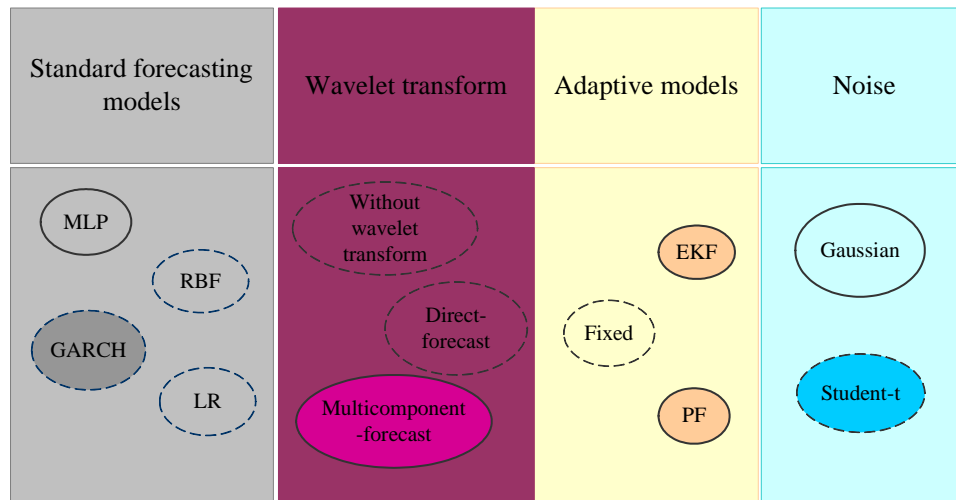 Standard forecasting
models
Wavelet transform
Adaptive models
Noise
MLP
RBF
GARCH
LR
Without
wavelet
transform
Direct-
forecast
Multicomponent
-forecast
EKF
Fixed
PF
Gaussian
Student-t